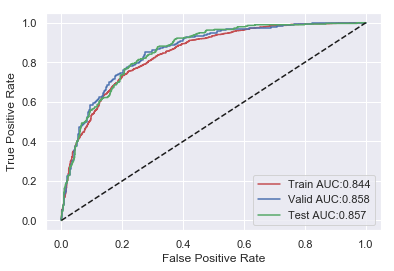 1.0
0.8
0.6
0.4
0.2
0.0
True Positive Rate
Train AUC:0.844
Valid AUC:0.858
Test AUC:0.857
0.0 0.2 0.4 0.6 0.8 1.0
False Positive Rate